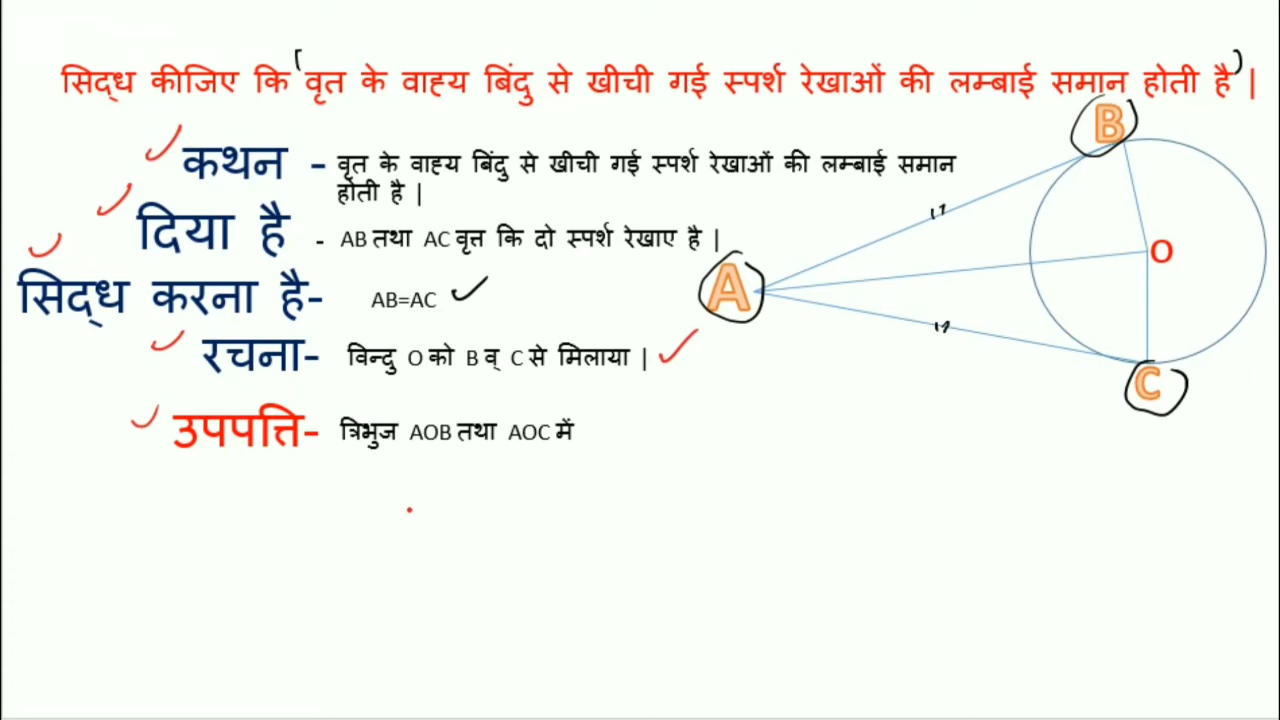 सिद्ध कीजिए कि (वृत के वाह्य बिंदु से खीची गई स्पर्श रेखाओं की लम्बाई समान होती है) |
कथन - वृत के वाह्य बिंदु से खीची गई स्पर्श रेखाओं की लम्बाई समान
होती है |
दिया है - AB तथा AC वृत्त कि दो स्पर्श रेखाए है |
सिद्ध करना है- AB=AC
रचना- विन्दु O को B व् C से मिलाया |
उपपत्ति- त्रिभुज AOB तथा AOC में
B
O
A
C